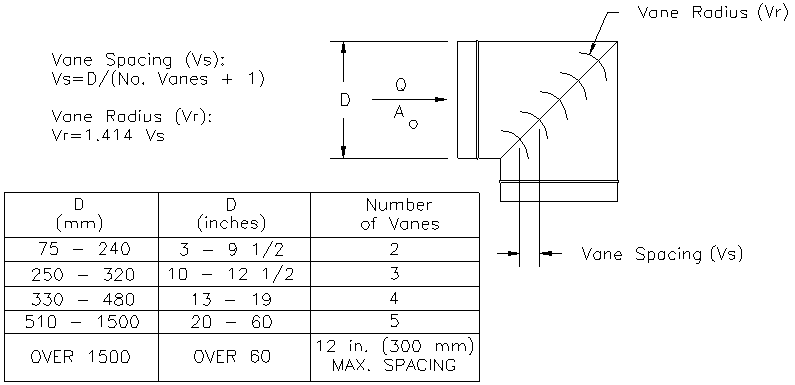 Vane Radius (Vr)
Vane Spacing (Vs):
Vs=D/(No. Vanes + 1)
Vane Radius (Vr):
Vr=1.414 Vs
D
Q
A o
Vane Spacing (Vs)
D (mm) D (inches) Number of Vanes
75 – 240 3 – 9 1/2 2
250 – 320 10 – 12 1/2 3
330 – 480 13 – 19 4
510 – 1500 20 – 60 5
OVER 1500 OVER 60 12 in. (300 mm) MAX. SPACING